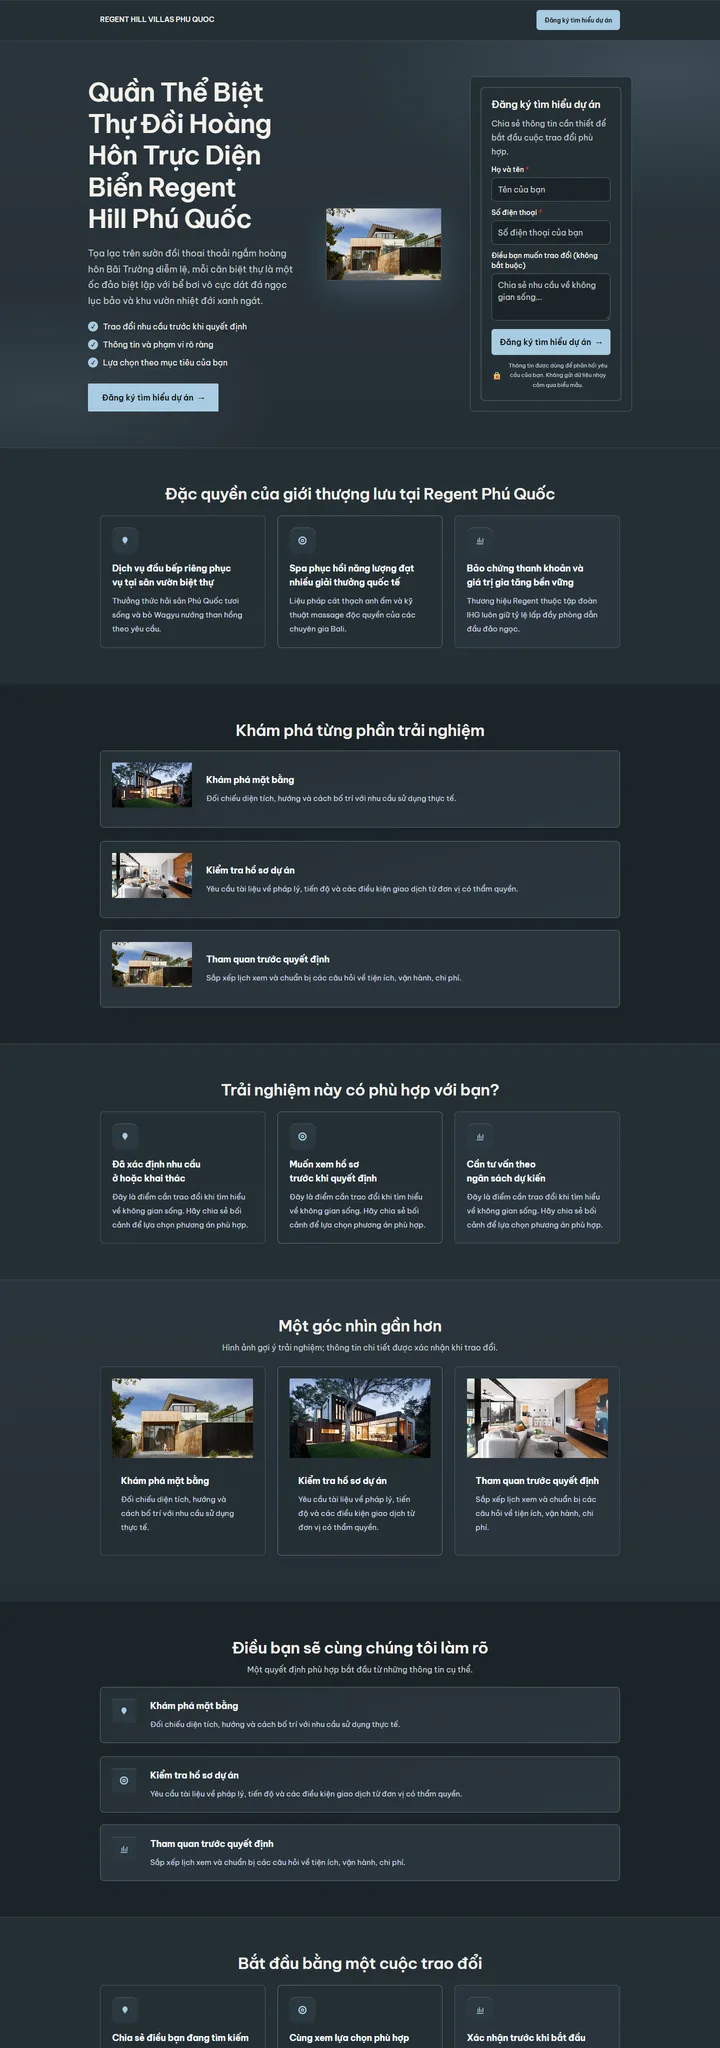 REGENT HILL VILLAS PHU QUOC
Đăng ký tìm hiểu dự án
Quần Thể Biệt
Thự Đồi Hoàng
Hôn Trực Diện
Biển Regent
Hill Phú Quốc
Tọa lạc trên sườn đồi thoai thoải ngắm hoàng
hôn Bãi Trường diễm lệ, mỗi căn biệt thự là một
ốc đảo biệt lập với bể bơi vô cực dát đá ngọc
lục bảo và khu vườn nhiệt đới xanh ngát.
✓ Trao đổi nhu cầu trước khi quyết định
✓ Thông tin và phạm vi rõ ràng
✓ Lựa chọn theo mục tiêu của bạn
Đăng ký tìm hiểu dự án →
Đăng ký tìm hiểu dự án
Chia sẻ thông tin cần thiết để
bắt đầu cuộc trao đổi phù
hợp.
Họ và tên *
Tên của bạn
Số điện thoại *
Số điện thoại của bạn
Điều bạn muốn trao đổi (không
bắt buộc)
Chia sẻ nhu cầu về không
gian sống...
Đăng ký tìm hiểu dự án →
Thông tin được dùng để phản hồi yêu
cầu của bạn. Không gửi dữ liệu nhạy
cảm qua biểu mẫu.
Đặc quyền của giới thượng lưu tại Regent Phú Quốc
Dịch vụ đầu bếp riêng phục
vụ tại sân vườn biệt thự
Thưởng thức hải sản Phú Quốc tươi
sống và bò Wagyu nướng than hồng
theo yêu cầu.
Spa phục hồi năng lượng đạt
nhiều giải thưởng quốc tế
Liệu pháp cát thạch anh ấm và kỹ
thuật massage độc quyền của các
chuyên gia Bali.
Bảo chứng thanh khoản và
giá trị gia tăng bền vững
Thương hiệu Regent thuộc tập đoàn
IHG luôn giữ tỷ lệ lấp đầy phòng dẫn
đầu đảo ngọc.
Khám phá từng phần trải nghiệm
Khám phá mặt bằng
Đối chiếu diện tích, hướng và cách bố trí với nhu cầu sử dụng thực tế.
Kiểm tra hồ sơ dự án
Yêu cầu tài liệu về pháp lý, tiến độ và các điều kiện giao dịch từ đơn vị có thẩm quyền.
Tham quan trước quyết định
Sắp xếp lịch xem và chuẩn bị các câu hỏi về tiện ích, vận hành, chi phí.
Trải nghiệm này có phù hợp với bạn?
Đã xác định nhu cầu
ở hoặc khai thác
Đây là điểm cần trao đổi khi tìm hiểu
về không gian sống. Hãy chia sẻ bối
cảnh để lựa chọn phương án phù hợp.
Muốn xem hồ sơ
trước khi quyết định
Đây là điểm cần trao đổi khi tìm hiểu
về không gian sống. Hãy chia sẻ bối
cảnh để lựa chọn phương án phù hợp.
Cần tư vấn theo
ngân sách dự kiến
Đây là điểm cần trao đổi khi tìm hiểu
về không gian sống. Hãy chia sẻ bối
cảnh để lựa chọn phương án phù hợp.
Một góc nhìn gần hơn
Hình ảnh gợi ý trải nghiệm; thông tin chi tiết được xác nhận khi trao đổi.
Khám phá mặt bằng
Đối chiếu diện tích, hướng và
cách bố trí với nhu cầu sử dụng
thực tế.
Kiểm tra hồ sơ dự án
Yêu cầu tài liệu về pháp lý, tiến
độ và các điều kiện giao dịch từ
đơn vị có thẩm quyền.
Tham quan trước quyết định
Sắp xếp lịch xem và chuẩn bị các
câu hỏi về tiện ích, vận hành, chi
phí.
Điều bạn sẽ cùng chúng tôi làm rõ
Một quyết định phù hợp bắt đầu từ những thông tin cụ thể.
Khám phá mặt bằng
Đối chiếu diện tích, hướng và cách bố trí với nhu cầu sử dụng thực tế.
Kiểm tra hồ sơ dự án
Yêu cầu tài liệu về pháp lý, tiến độ và các điều kiện giao dịch từ đơn vị có thẩm quyền.
Tham quan trước quyết định
Sắp xếp lịch xem và chuẩn bị các câu hỏi về tiện ích, vận hành, chi phí.
Bắt đầu bằng một cuộc trao đổi
Chia sẻ điều bạn đang tìm kiếm
Cùng xem lựa chọn phù hợp
Xác nhận trước khi bắt đầu